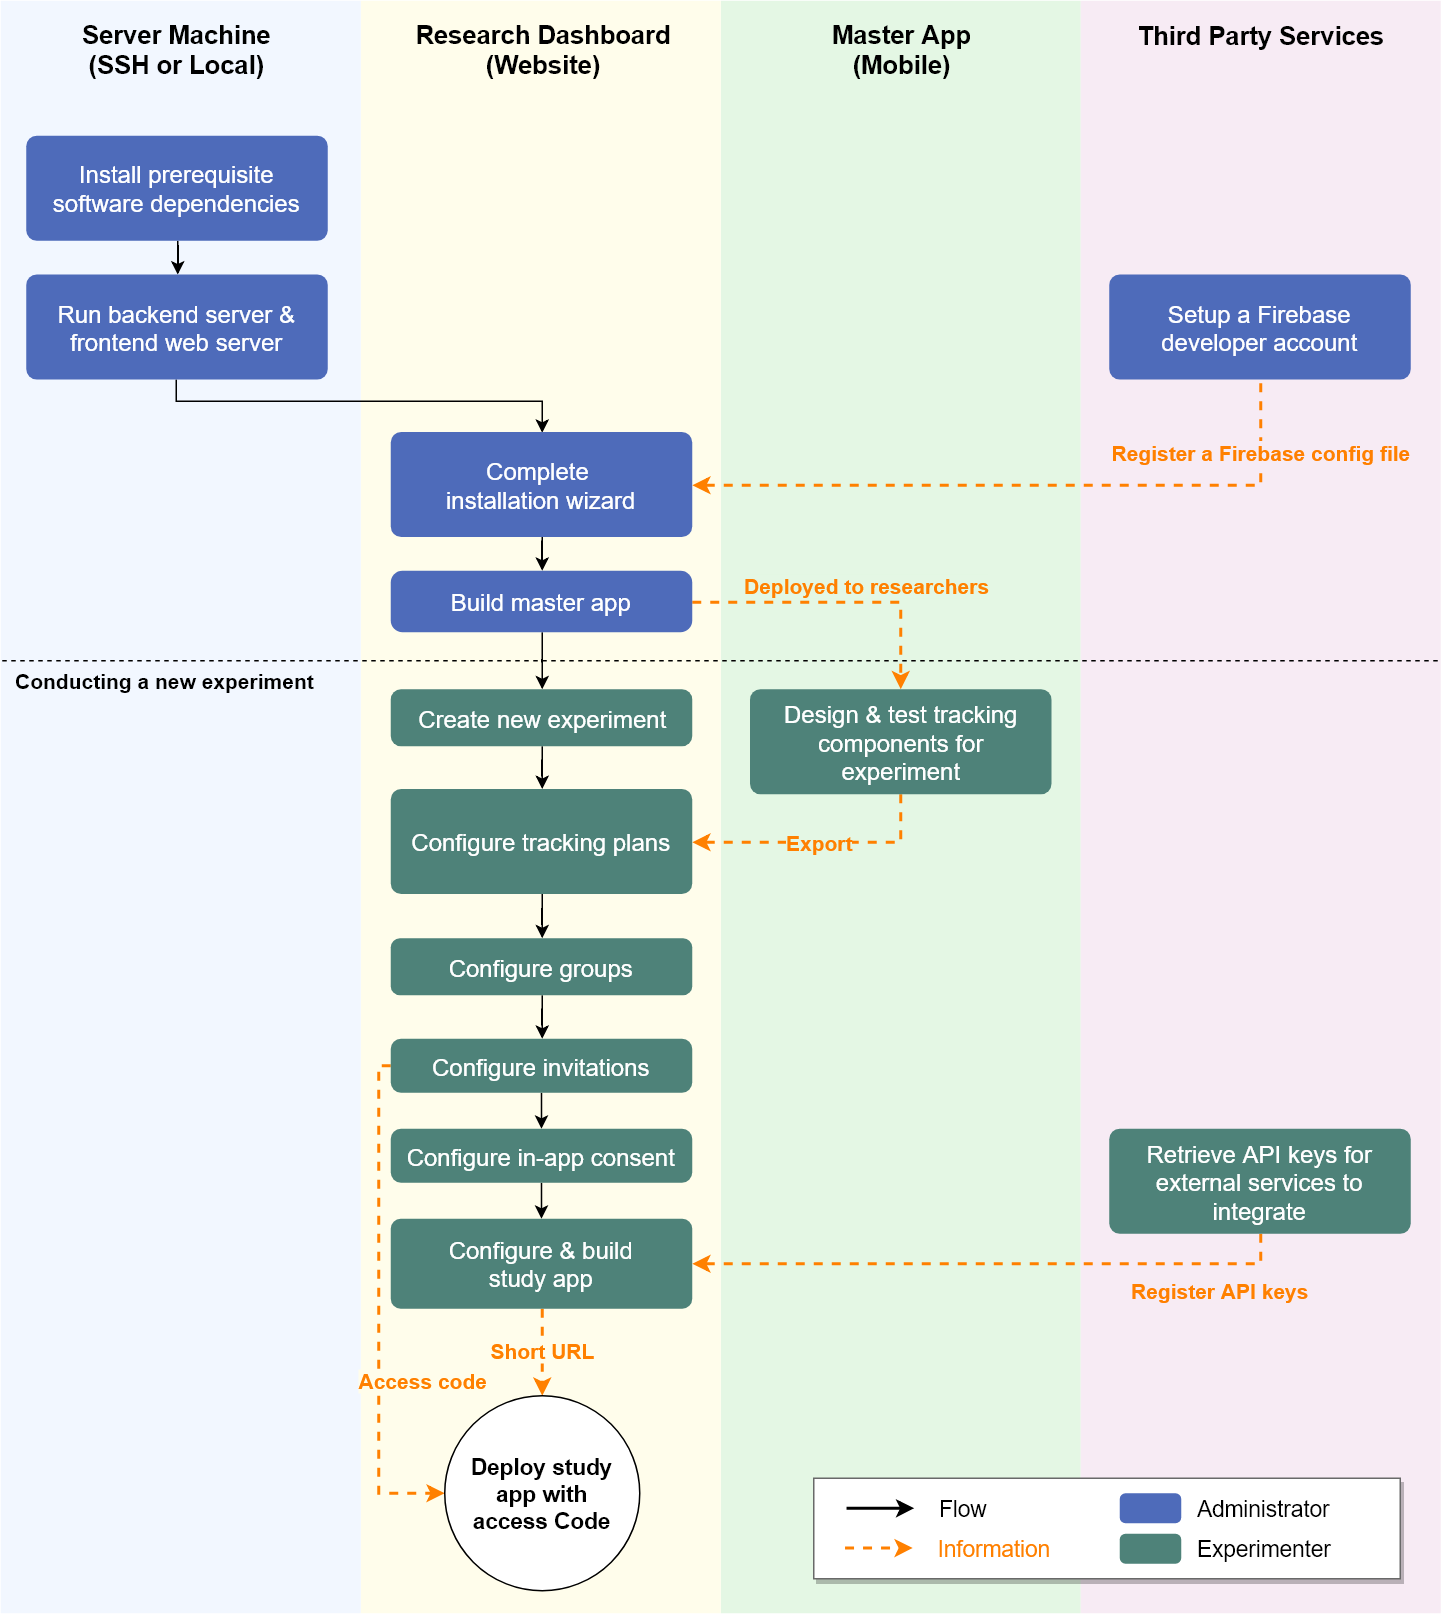 Server Machine
(SSH or Local)
Research Dashboard
(Website)
Master App
(Mobile)
Third Party Services
Install prerequisite
software dependencies
Run backend server &
frontend web server
Setup a Firebase
developer account
Register a Firebase config file
Complete
installation wizard
Build master app
Deployed to researchers
Conducting a new experiment
Create new experiment
Design & test tracking
components for
experiment
Configure tracking plans
Export
Configure groups
Configure invitations
Configure in-app consent
Retrieve API keys for
external services to
integrate
Configure & build
study app
Register API keys
Short URL
Access code
Deploy study
app with
access Code
Flow
Information
Administrator
Experimenter